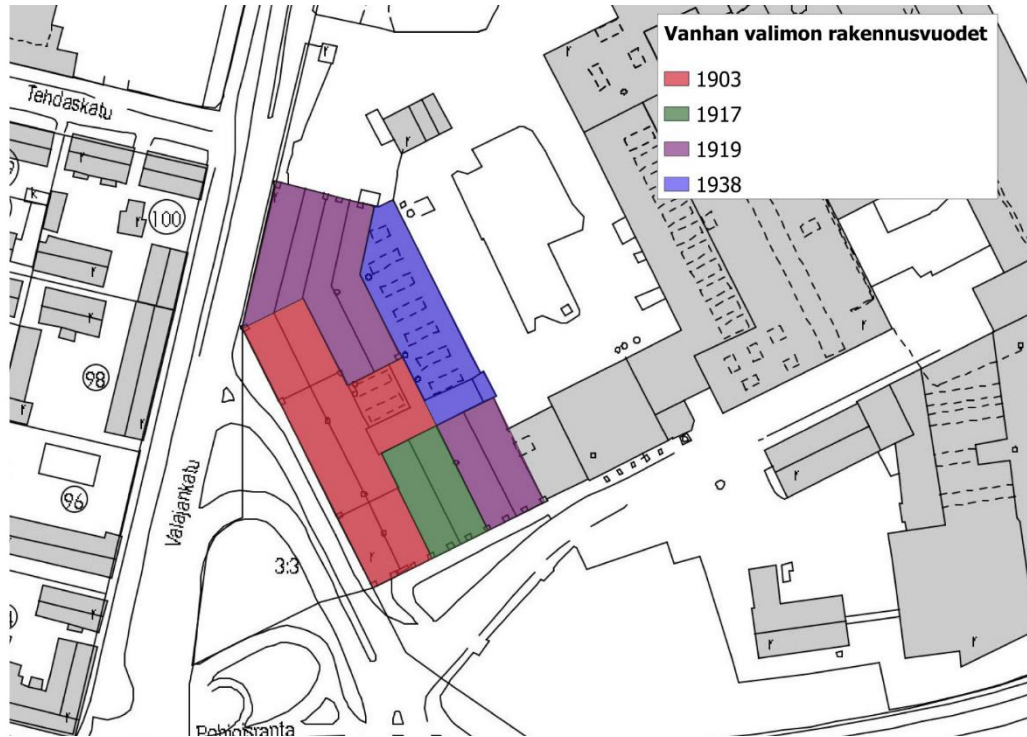 Vanhan valimon rakennusvuodet
1903
1917
1919
1938
Tehdaskatu
r
r
r
r
k
r
100
r
r
98
r
r
96
Valajankatu
3:3
r
r
r
r
r
r
r
r
Pohjoisranta